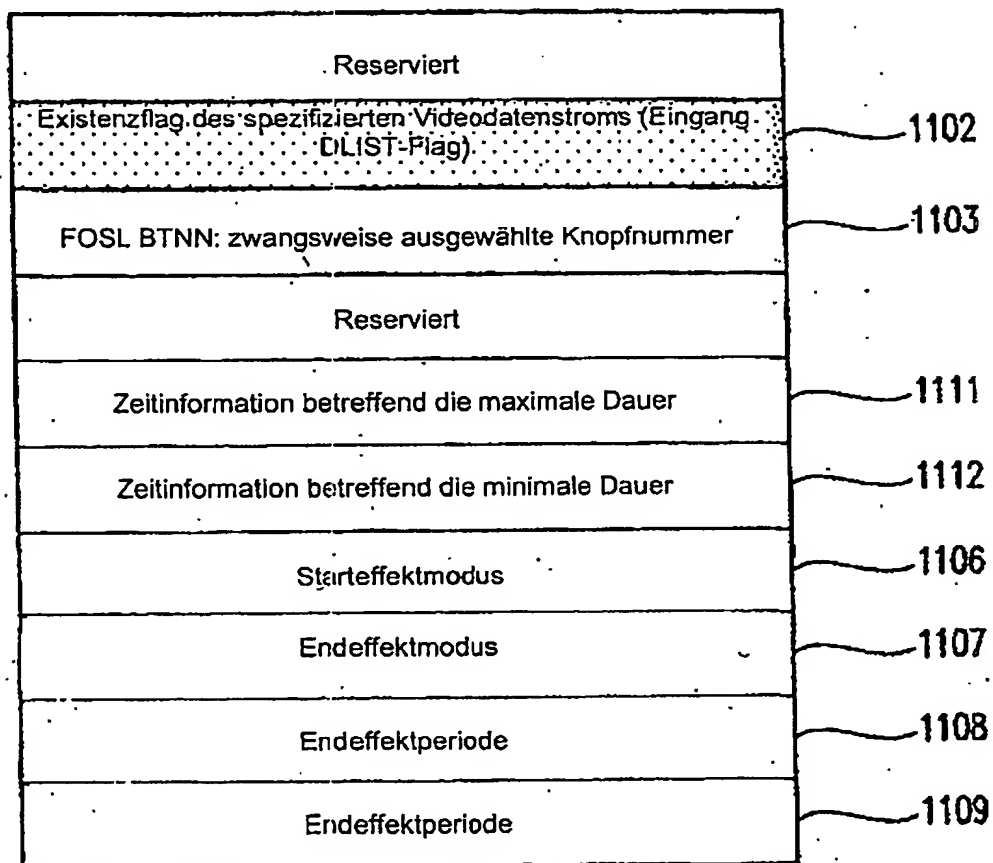 Reserviert
Existenzflag des spezifizierten Videodatenstroms (Eingang
DLIST-Flag)
1102
FOSL BTNN: zwangsweise ausgewählte Knopfnummer
1103
Reserviert
Zeitinformation betreffend die maximale Dauer
1111
Zeitinformation betreffend die minimale Dauer
1112
Starteffektmodus
1106
Endeffektmodus
1107
Endeffektperiode
1108
Endeffektperiode
1109